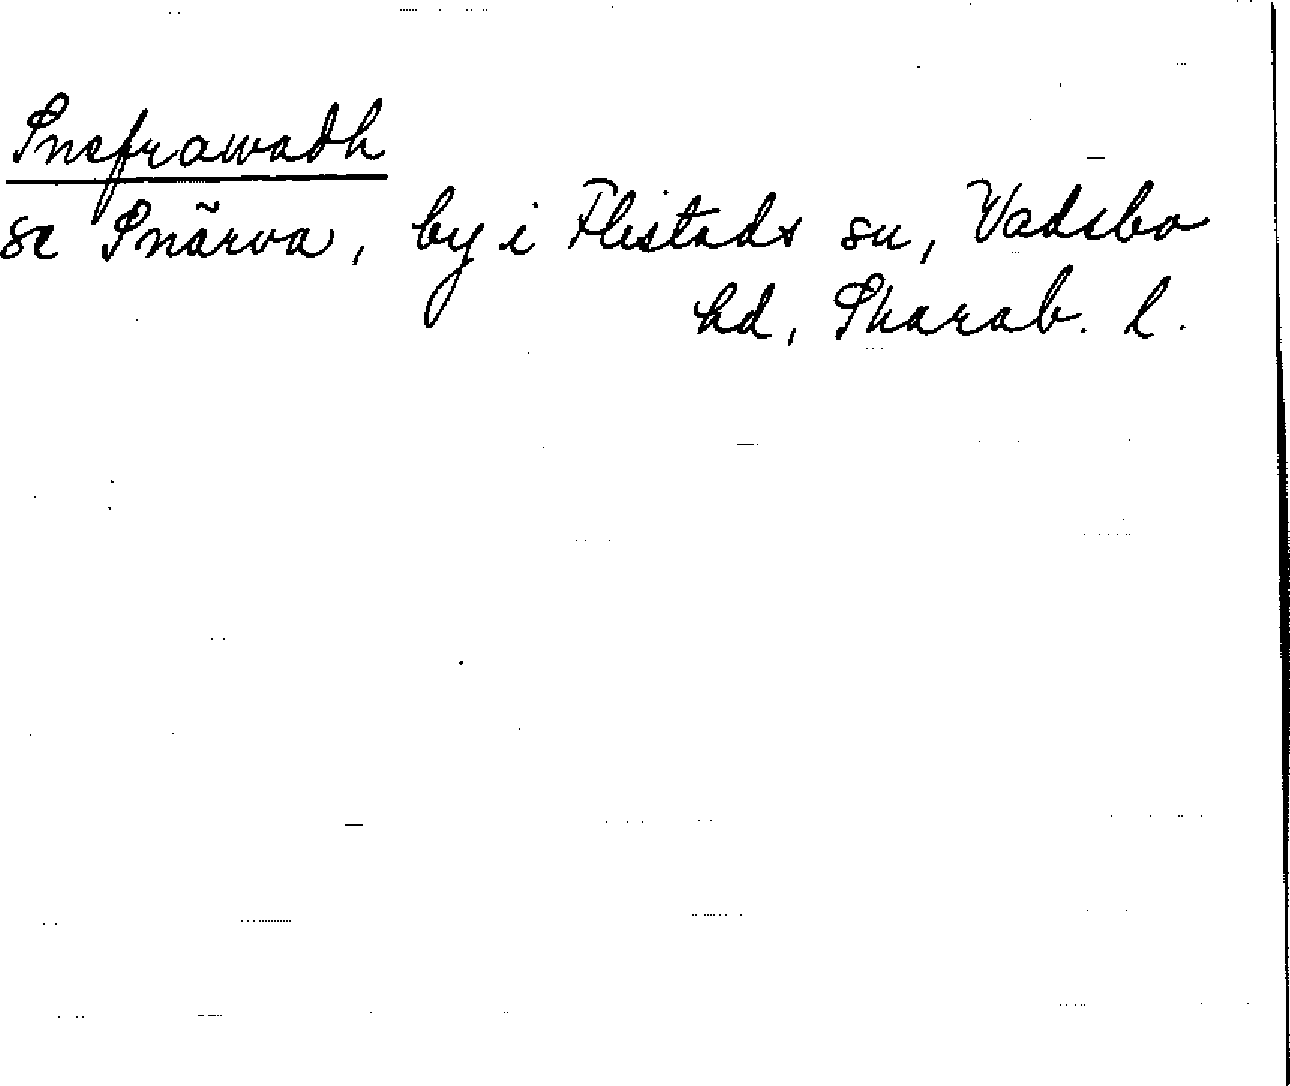 Snefrawadh
se Snärva, by i Flistads sn, Vadsbo
hd, Skarab. l.